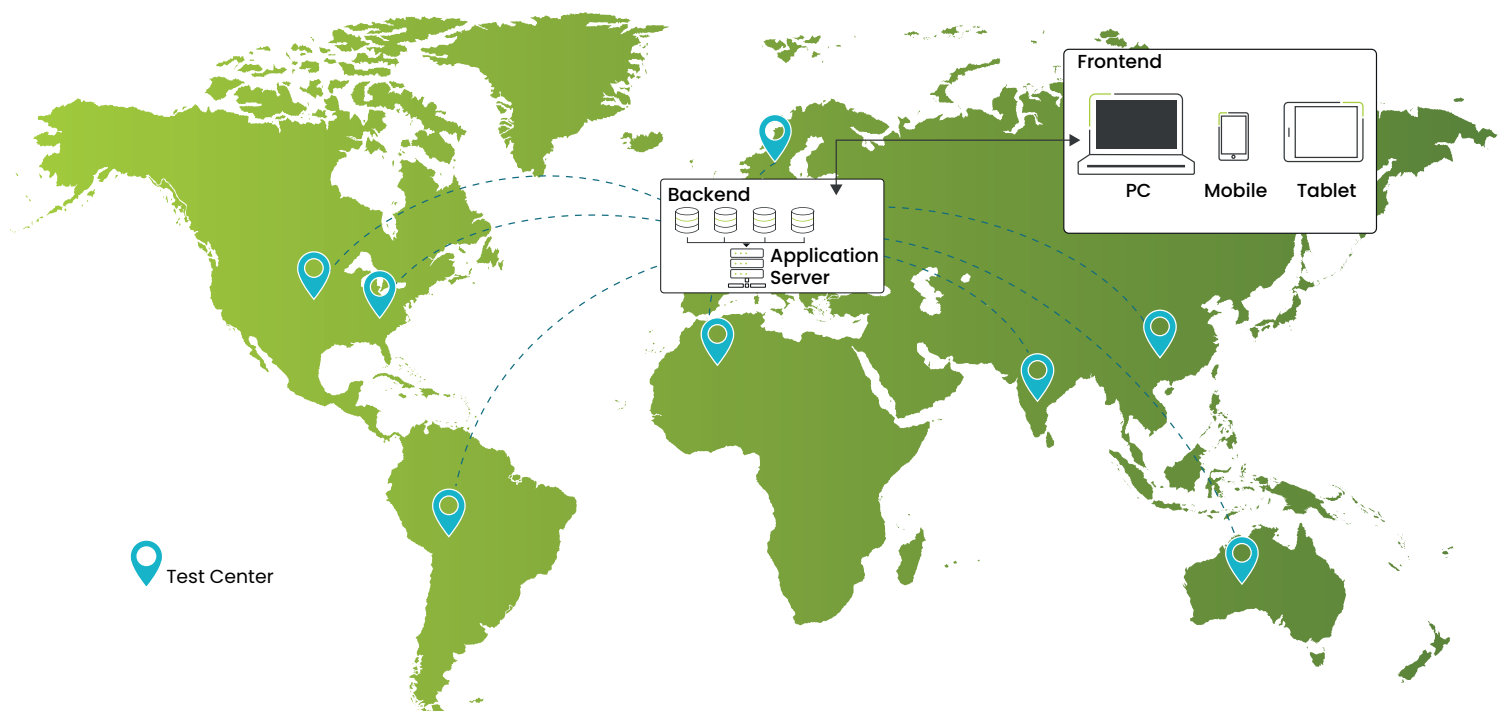 Frontend
PC
Mobile
Tablet
Backend
Application
Server
Test Center